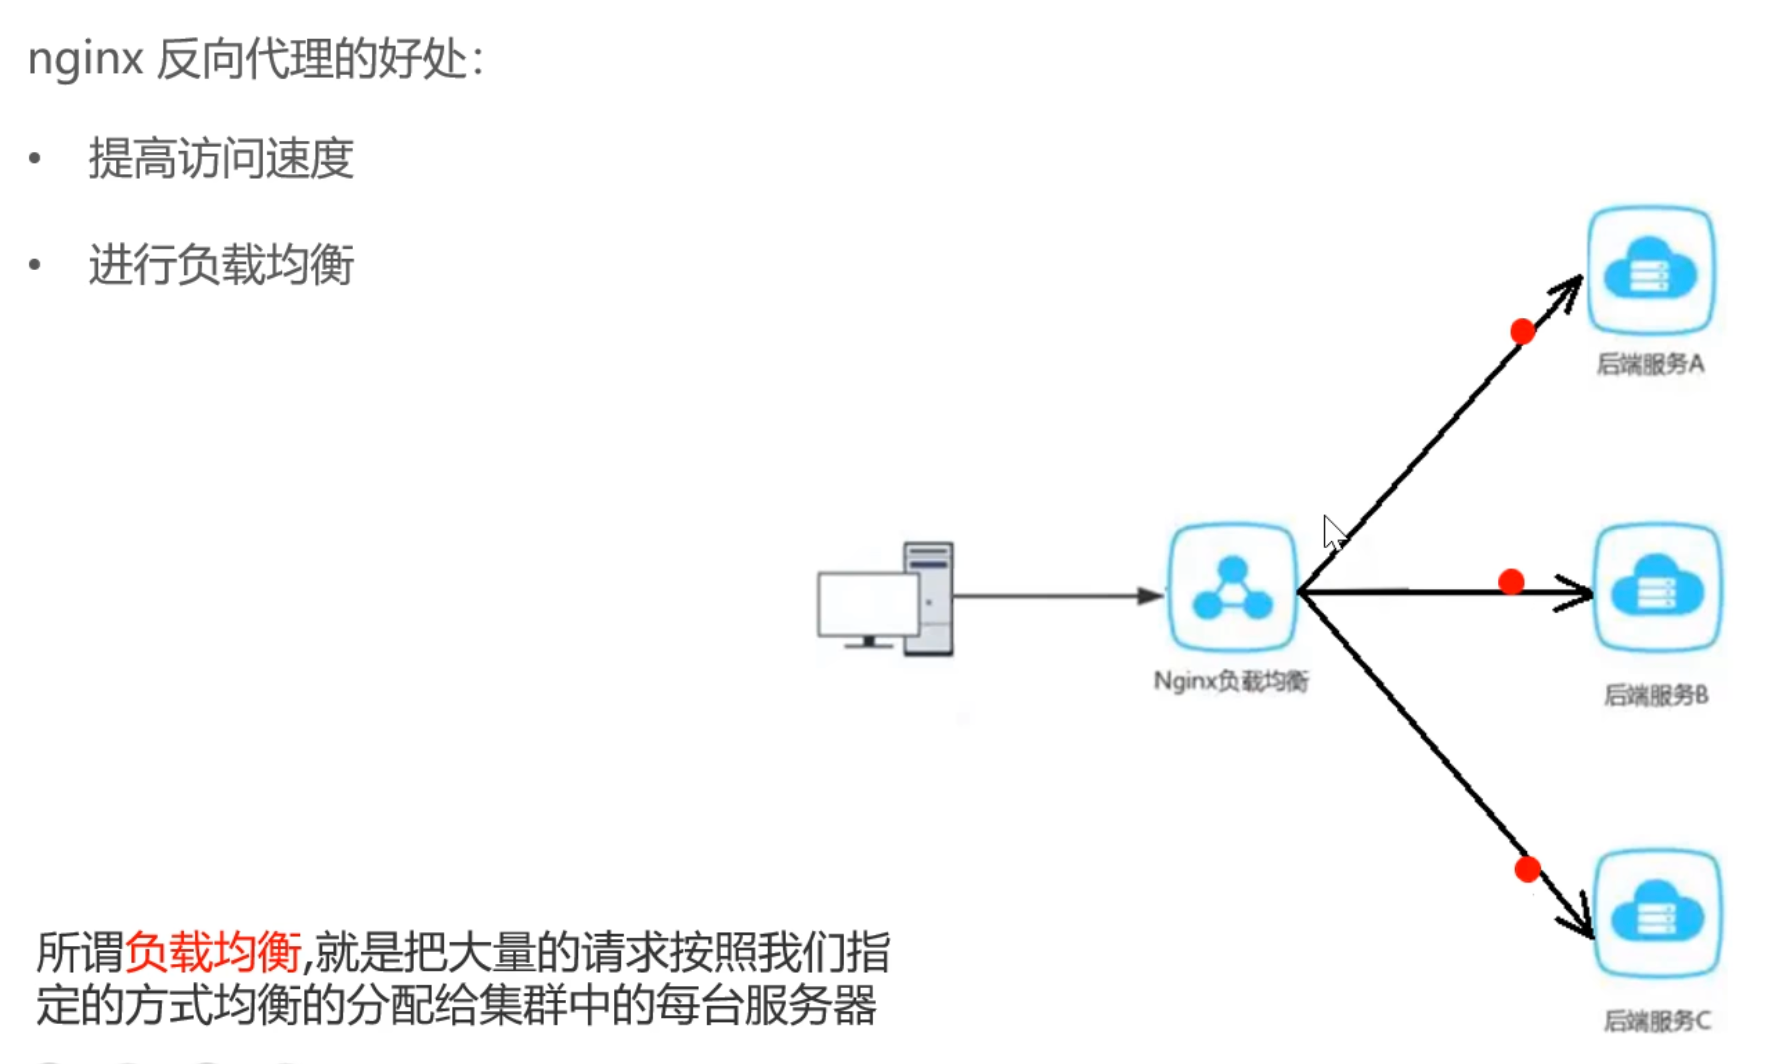 nginx 反向代理的好处：
• 提高访问速度
• 进行负载均衡
后端服务A
Nginx负载均衡
后端服务B
所谓负载均衡,就是把大量的请求按照我们指
定的方式均衡的分配给集群中的每台服务器
后端服务C